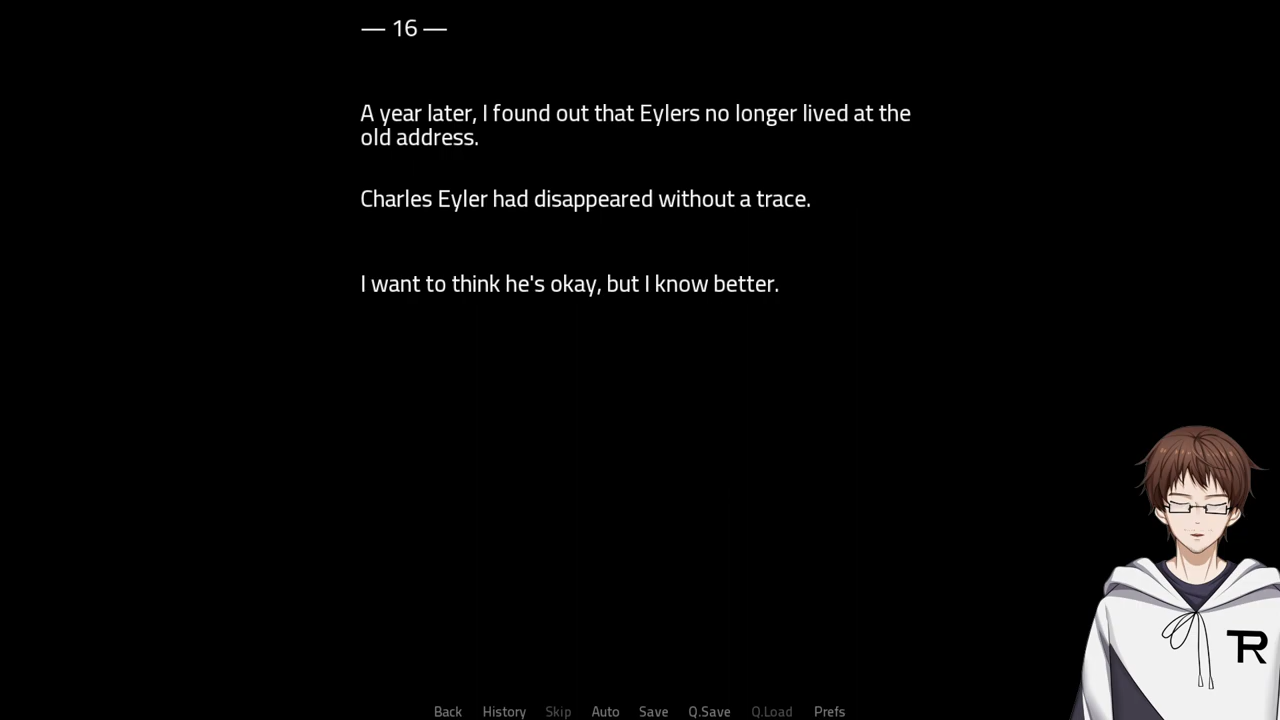 — 16 —
A year later, I found out that Eylers no longer lived at the
old address.
Charles Eyler had disappeared without a trace.
I want to think he's okay, but I know better.
TR
Back History Skip Auto Save Q.Save Q.Load Prefs